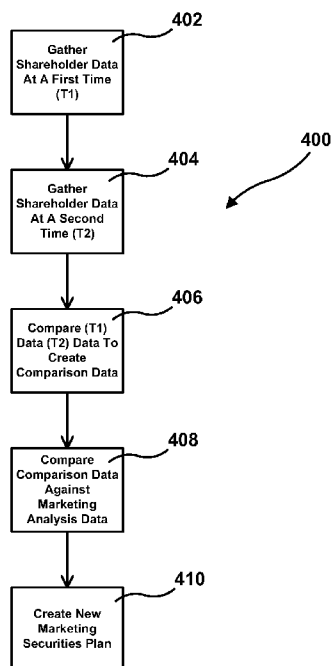 402
Gather
Shareholder Data
At A First Time
(T1)
404
Gather
Shareholder Data
At A Second
Time (T2)
400
406
Compare (T1)
Data (T2) Data To
Create
Comparison Data
408
Compare
Comparison Data
Against
Marketing
Analysis Data
410
Create New
Marketing
Securities Plan